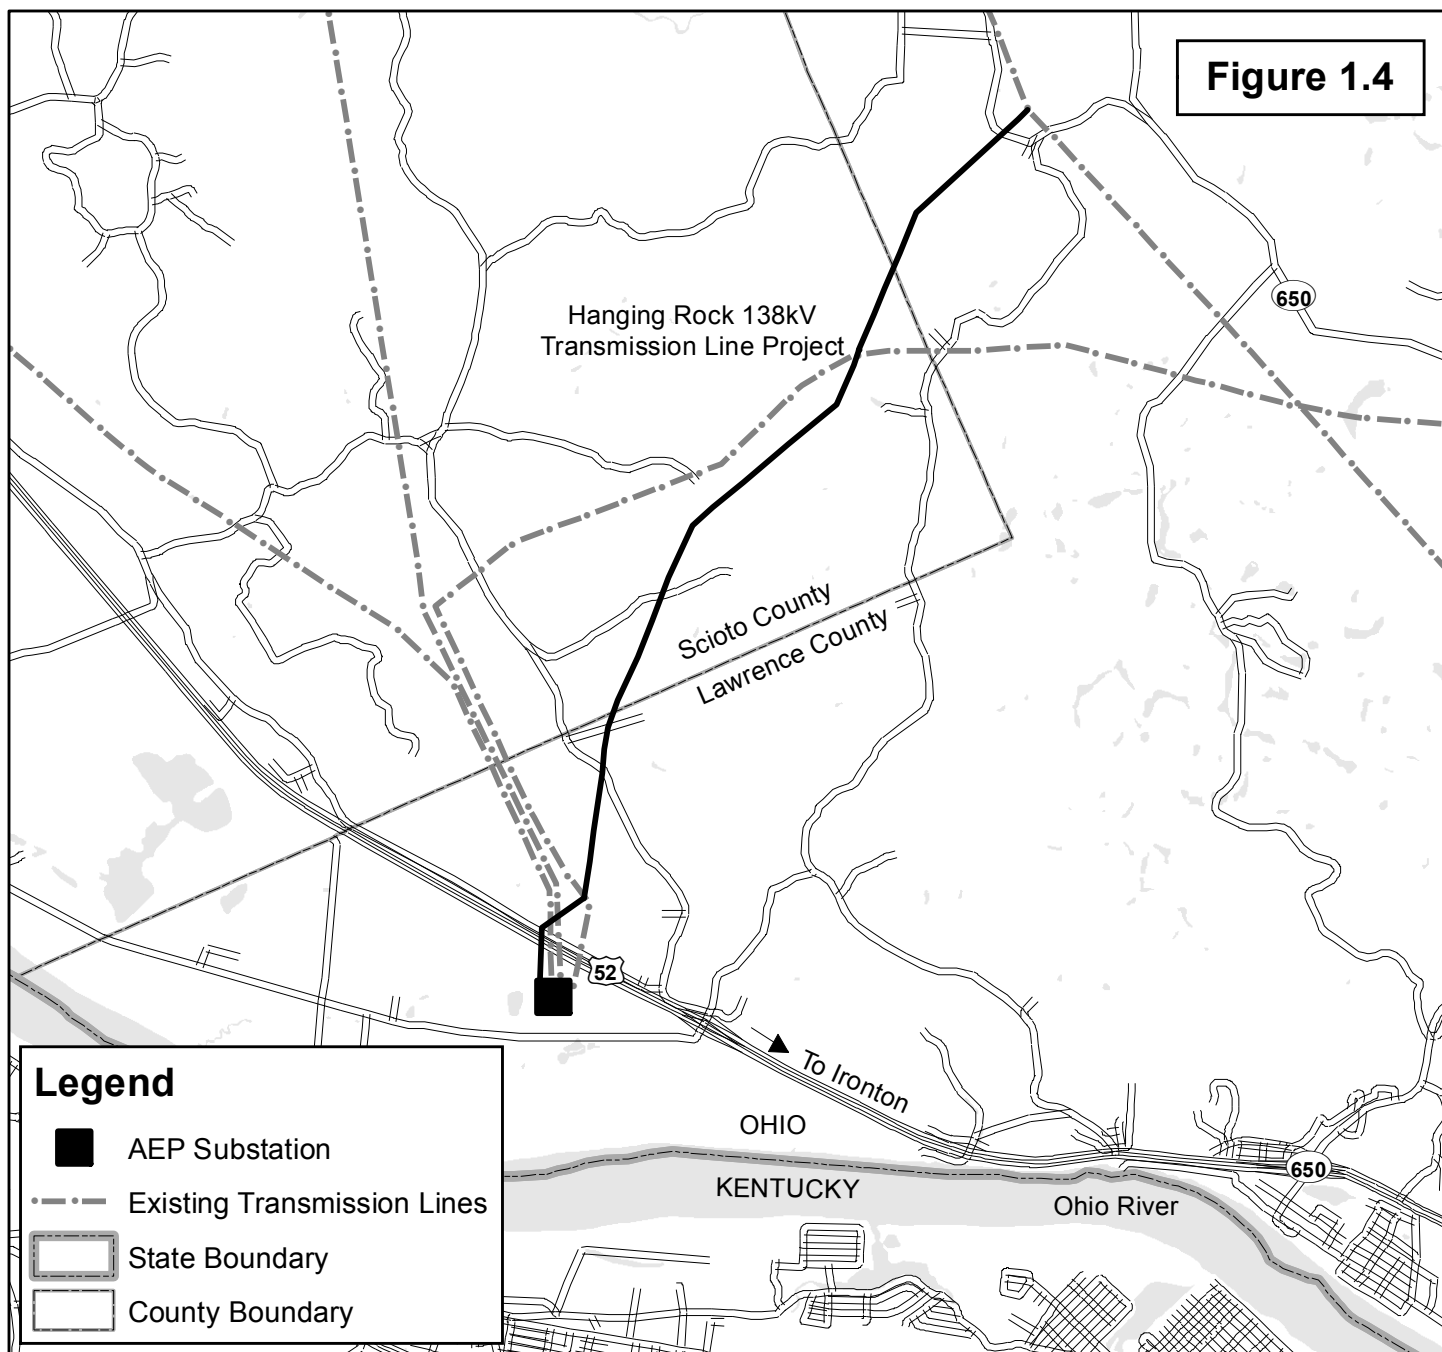 Figure 1.4
650
Hanging Rock 138kV
Transmission Line Project
Scioto County
Lawrence County
52
To Ironton
OHIO
KENTUCKY
Ohio River
650
Legend
AEP Substation
Existing Transmission Lines
State Boundary
County Boundary